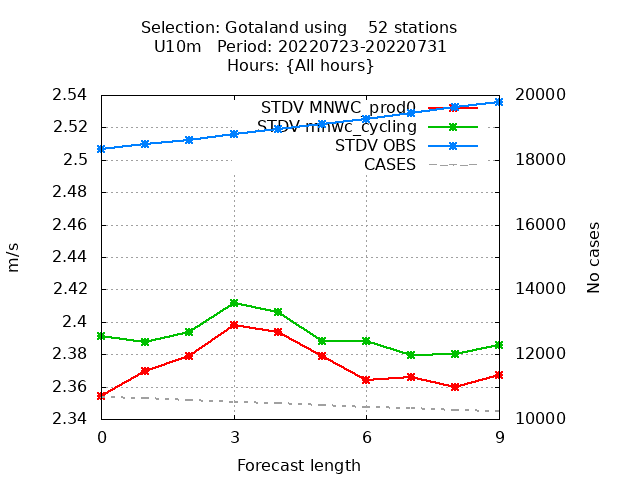 Selection: Gotaland using    52 stations
U10m   Period: 20220723-20220731
Hours: {All hours}
STDV MNWC_prod0
STDV mnwc_cycling
STDV OBS
CASES
2.54
2.52
2.5
2.48
2.46
2.44
2.42
2.4
2.38
2.36
2.34
m/s
20000
18000
16000
14000
12000
10000
No cases
0 3 6 9
Forecast length